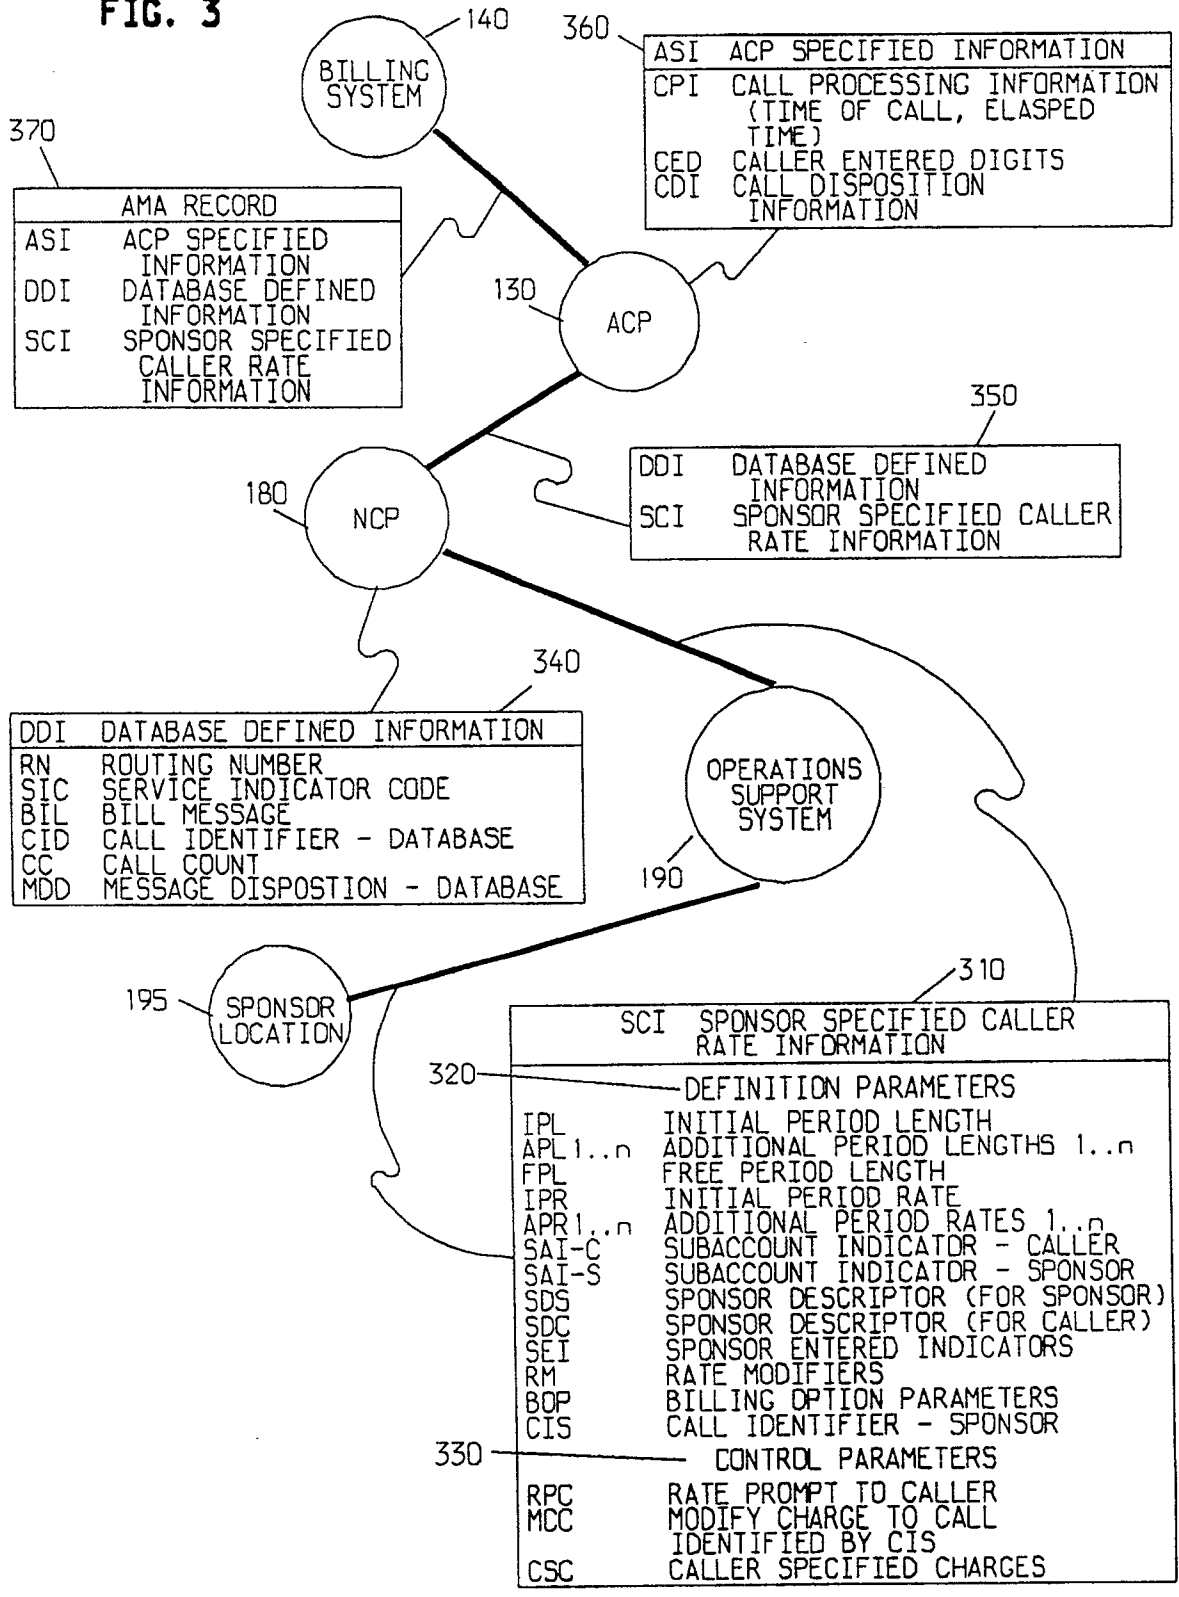 FIG. 3
140
BILLING
SYSTEM
360
ASI ACP SPECIFIED INFORMATION
CPI CALL PROCESSING INFORMATION
(TIME OF CALL, ELASPED
TIME)
CED CALLER ENTERED DIGITS
CDI CALL DISPOSITION
INFORMATION
370
AMA RECORD
ASI ACP SPECIFIED
INFORMATION
DDI DATABASE DEFINED
INFORMATION
SCI SPONSOR SPECIFIED
CALLER RATE
INFORMATION
130
ACP
350
DDI DATABASE DEFINED
INFORMATION
SCI SPONSOR SPECIFIED CALLER
RATE INFORMATION
180
NCP
340
DDI DATABASE DEFINED INFORMATION
RN ROUTING NUMBER
SIC SERVICE INDICATOR CODE
BIL BILL MESSAGE
CID CALL IDENTIFIER - DATABASE
CC CALL COUNT
MDD MESSAGE DISPOSTION - DATABASE
OPERATIONS
SUPPORT
SYSTEM
190
195
SPONSOR
LOCATION
310
SCI SPONSOR SPECIFIED CALLER
RATE INFORMATION
320
DEFINITION PARAMETERS
IPL INITIAL PERIOD LENGTH
APL1..n ADDITIONAL PERIOD LENGTHS 1..n
FPL FREE PERIOD LENGTH
IPR INITIAL PERIOD RATE
APR1..n ADDITIONAL PERIOD RATES 1..n
SAI-C SUBACCOUNT INDICATOR - CALLER
SAI-S SUBACCOUNT INDICATOR - SPONSOR
SDS SPONSOR DESCRIPTOR (FOR SPONSOR)
SDC SPONSOR DESCRIPTOR (FOR CALLER)
SEI SPONSOR ENTERED INDICATORS
RM RATE MODIFIERS
BOP BILLING OPTION PARAMETERS
CIS CALL IDENTIFIER - SPONSOR
330
CONTROL PARAMETERS
RPC RATE PROMPT TO CALLER
MCC MODIFY CHARGE TO CALL
IDENTIFIED BY CIS
CSC CALLER SPECIFIED CHARGES